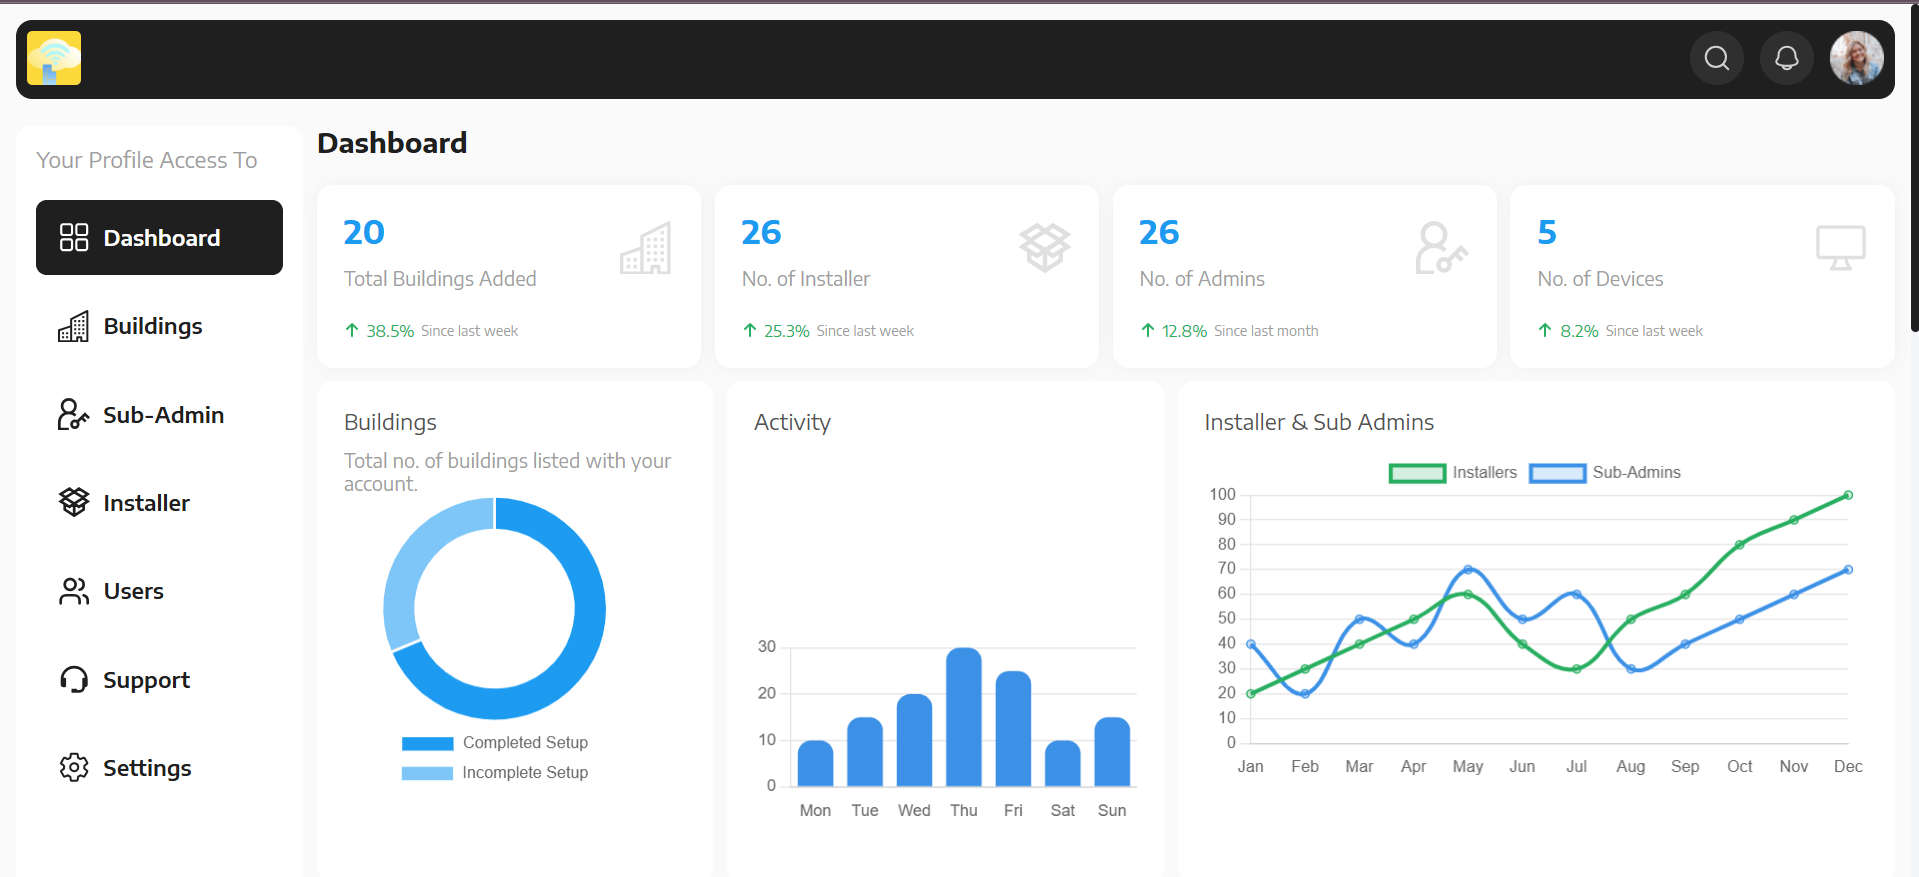 Your Profile Access To
Dashboard
Buildings
Sub-Admin
Installer
Users
Support
Settings
Dashboard
20
Total Buildings Added
38.5% Since last week
26
No. of Installer
25.3% Since last week
26
No. of Admins
12.8% Since last month
5
No. of Devices
8.2% Since last week
Buildings
Total no. of buildings listed with your
account.
Completed Setup
Incomplete Setup
Activity
30
20
10
0
Mon Tue Wed Thu Fri Sat Sun
Installer & Sub Admins
Installers Sub-Admins
100
90
80
70
60
50
40
30
20
10
0
Jan Feb Mar Apr May Jun Jul Aug Sep Oct Nov Dec